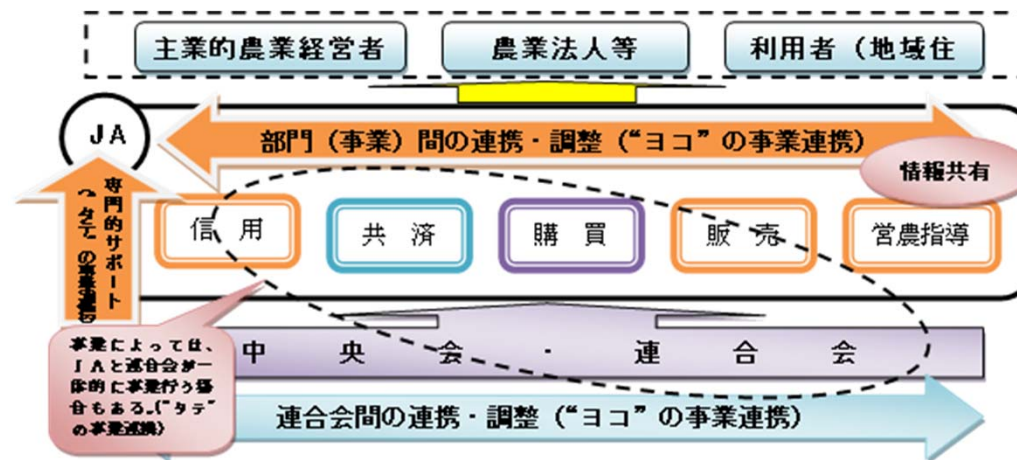 主業的農業経営者
農業法人等
利用者（地域住
JA
部門（事業）間の連携・調整（“ヨコ”の事業連携）
情報共有
専門的サポート
（“タテ”の事業連携
信用
共済
購買
販売
営農指導
中央会・連合会
事業によっては、
JAと連合会が一
体的に事業行う場
合もある。（“タテ”
の事業連携）
連合会間の連携・調整（“ヨコ”の事業連携）